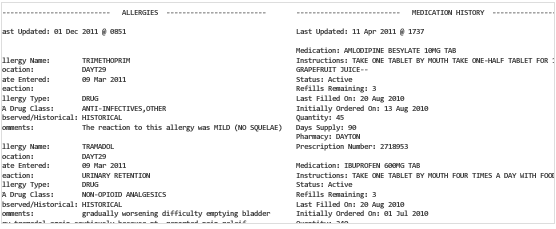 ALLERGIES
ast Updated: 01 Dec 2011 @ 0851
llergy Name: TRIMETHOPRIM
ocation: DAYT29
ate Entered: 09 Mar 2011
eaction:
llergy Type: DRUG
A Drug Class: ANTI-INFECTIVES,OTHER
bserved/Historical: HISTORICAL
omments: The reaction to this allergy was MILD (NO SQUELAE)
llergy Name: TRAMADOL
ocation: DAYT29
ate Entered: 09 Mar 2011
eaction: URINARY RETENTION
llergy Type: DRUG
A Drug Class: NON-OPIOID ANALGESICS
bserved/Historical: HISTORICAL
omments: gradually worsening difficulty emptying bladder
MEDICATION HISTORY
Last Updated: 11 Apr 2011 @ 1737
Medication: AMLODIPINE BESYLATE 10MG TAB
Instructions: TAKE ONE TABLET BY MOUTH TAKE ONE-HALF TABLET FOR
GRAPEFRUIT JUICE--
Status: Active
Refills Remaining: 3
Last Filled On: 20 Aug 2010
Initially Ordered On: 13 Aug 2010
Quantity: 45
Days Supply: 90
Pharmacy: DAYTON
Prescription Number: 2718953
Medication: IBUPROFEN 600MG TAB
Instructions: TAKE ONE TABLET BY MOUTH FOUR TIMES A DAY WITH FOOD
Status: Active
Refills Remaining: 3
Last Filled On: 20 Aug 2010
Initially Ordered On: 01 Jul 2010